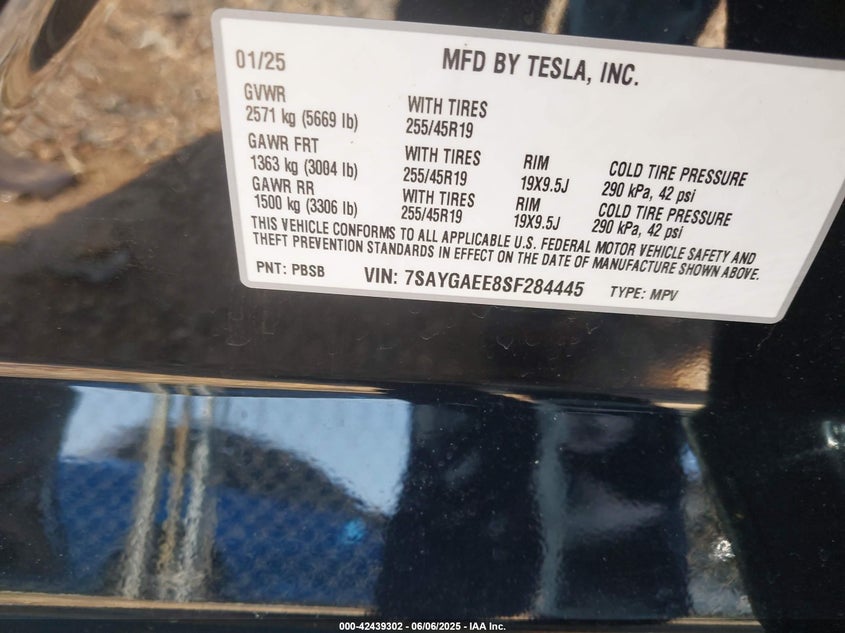 01/25 MFD BY TESLA, INC.
GVWR
2571 kg (5669 lb) WITH TIRES 255/45R19
GAWR FRT
1363 kg (3004 lb) WITH TIRES 255/45R19 RIM 19X9.5J COLD TIRE PRESSURE 290 kPa, 42 psi
GAWR RR
1500 kg (3306 lb) WITH TIRES 255/45R19 RIM 19X9.5J COLD TIRE PRESSURE 290 kPa, 42 psi
THIS VEHICLE CONFORMS TO ALL APPLICABLE U.S. FEDERAL MOTOR VEHICLE SAFETY AND
THEFT PREVENTION STANDARDS IN EFFECT ON THE DATE OF MANUFACTURE SHOWN ABOVE.
PNT: PBSB VIN: 7SAYGAEE8SF284445 TYPE: MPV
000-42439302 - 06/06/2025 - IAA Inc.